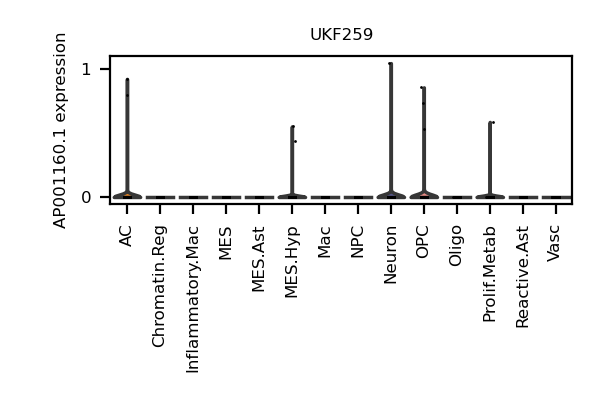 UKF259
AP001160.1 expression
1
0
AC
Chromatin.Reg
Inflammatory.Mac
MES
MES.Ast
MES.Hyp
Mac
NPC
Neuron
OPC
Oligo
Prolif.Metab
Reactive.Ast
Vasc